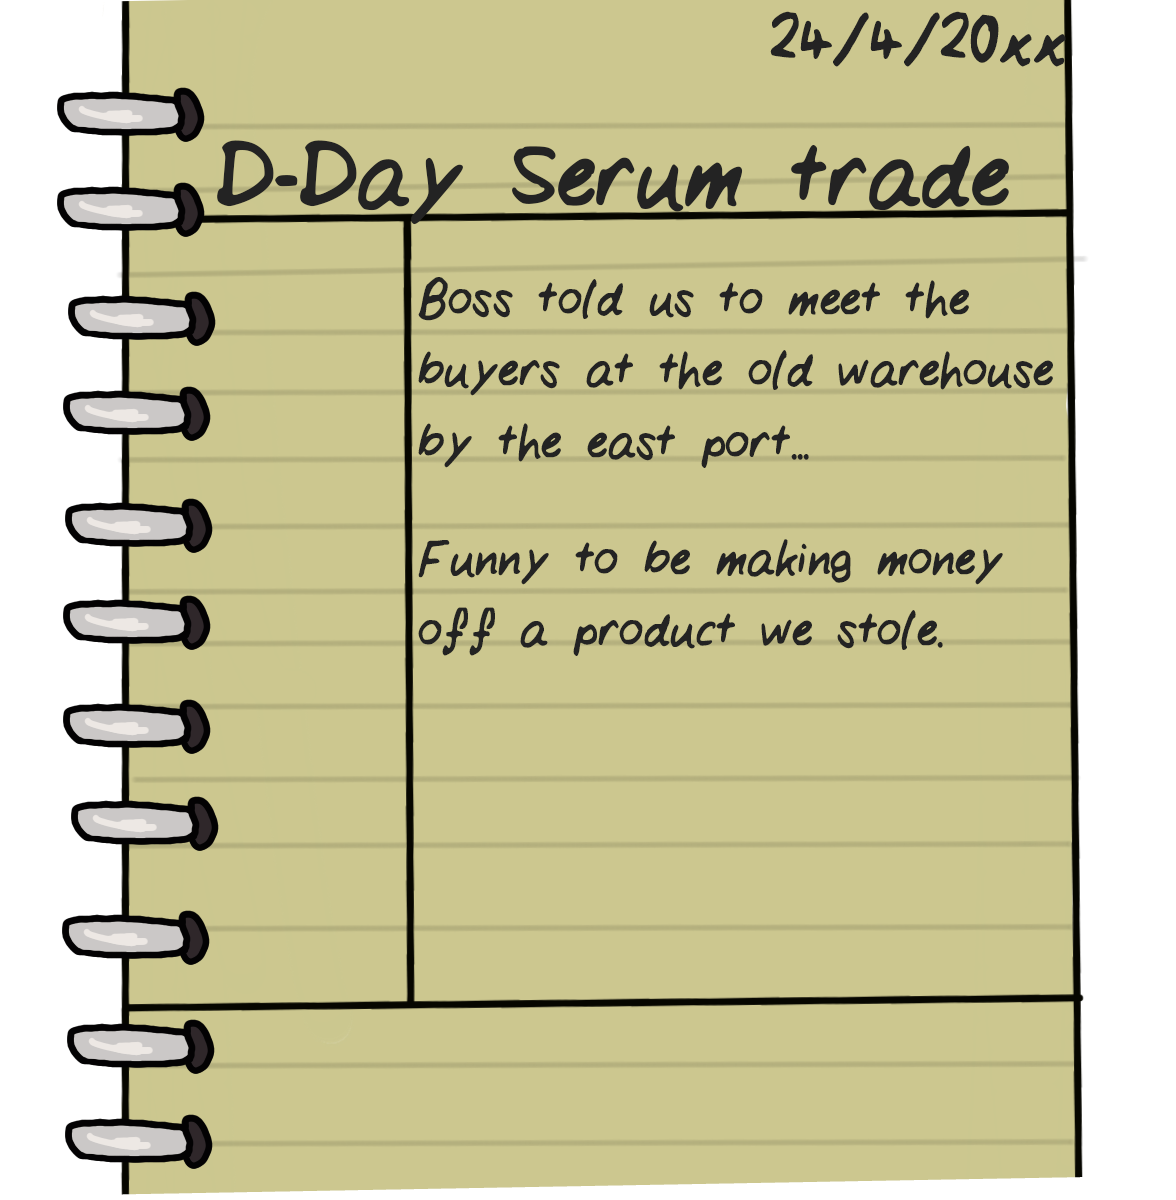 24/4/20xx
D-Day Serum trade
Boss told us to meet the
buyers at the old warehouse
by the east port...
Funny to be making money
off a product we stole.